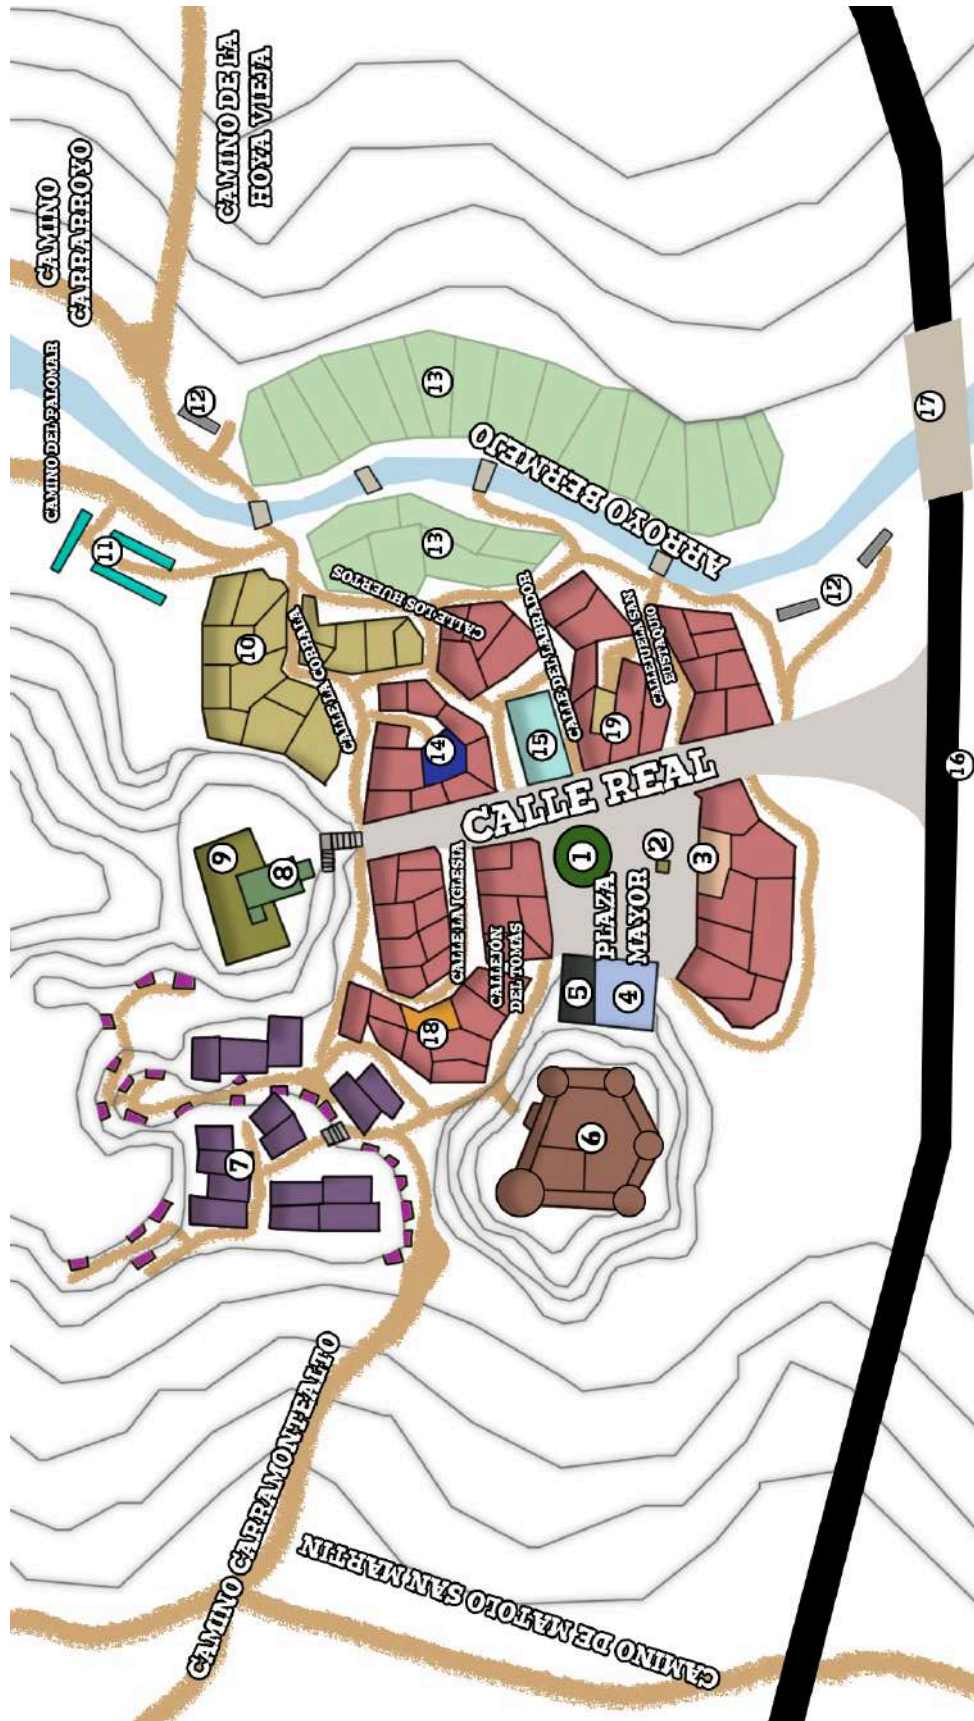 CAMINO
CARRARROYO
CAMINO DEL PALOMAR
CAMINO DE LA
HOYA VIEJA
11
12
10
9
8
7
CAMINO CARRAMONTEALTO
CALLE LA CORRALA
CALLE LOS HUERTOS
13
13
14
18
CALLE LA IGLESIA
CALLEJÓN
DEL TOMÁS
CALLE REAL
15
CALLE DEL LABRADOR
ARROYO BERMEJO
CAMINO DE MATOLO SAN MARTIN
6
5
4
1
PLAZA
MAYOR
2
3
19
CALLEJUELA SAN
EUSTAQUIO
12
17
16